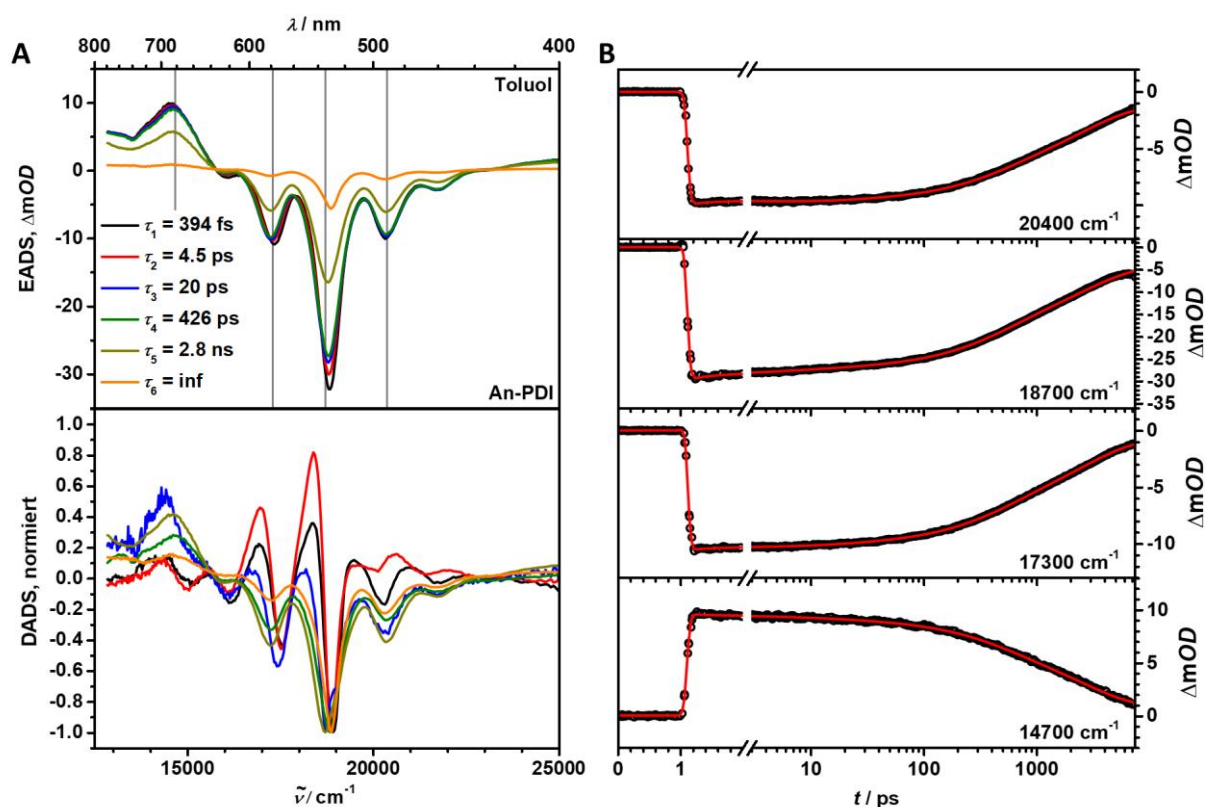 A
λ / nm
800 700 600 500 400
Toluol
10
0
-10
-20
-30
EADS, ΔmOD
τ1 = 394 fs
τ2 = 4.5 ps
τ3 = 20 ps
τ4 = 426 ps
τ5 = 2.8 ns
τ6 = inf
An-PDI
1.0
0.8
0.6
0.4
0.2
0.0
-0.2
-0.4
-0.6
-0.8
-1.0
DADS, normiert
15000 20000 25000
ν̃ / cm-1
B
0
-5
ΔmOD
20400 cm-1
0
-5
-10
-15
-20
-25
-30
-35
ΔmOD
18700 cm-1
0
-5
-10
ΔmOD
17300 cm-1
10
5
0
ΔmOD
14700 cm-1
0 1 10 100 1000
t / ps